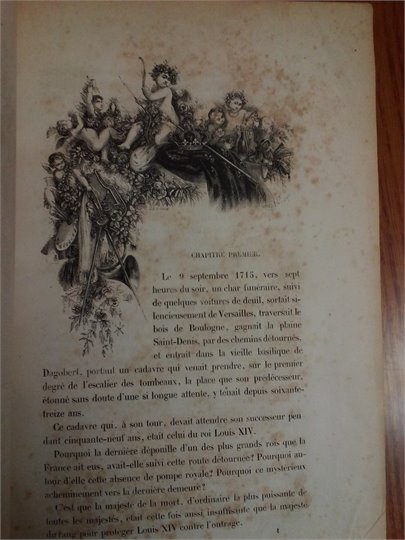 CHAPITRE PREMIER.
Le 9 septembre 1715, vers sept
heures du soir, un char funéraire, suivi
de quelques voitures de deuil, sortait si-
lencieusement de Versailles, traversait le
bois de Boulogne, gagnait la plaine
Saint-Denis, par des chemins détournés,
et entrait dans la vieille basilique de
Dagobert, portant un cadavre qui venait prendre, sur le premier
degré de l'escalier des tombeaux, la place que son prédécesseur,
étonné sans doute d'une si longue attente, y tenait depuis soixante-
treize ans.
Ce cadavre qui, à son tour, devait attendre son successeur pen
dant cinquante-neuf ans, était celui du roi Louis XIV.
Pourquoi la dernière dépouille d'un des plus grands rois que la
France ait eus, avait-elle suivi cette route détournée? Pourquoi au-
tour d'elle cette absence de pompe royale? Pourquoi ce mystérieux
acheminement vers la dernière demeure?
C'est que la majesté de la mort, d'ordinaire la plus puissante de
toutes les majestés, était cette fois aussi insuffisante que la majesté
du rang pour protéger Louis XIV contre l'outrage.
1